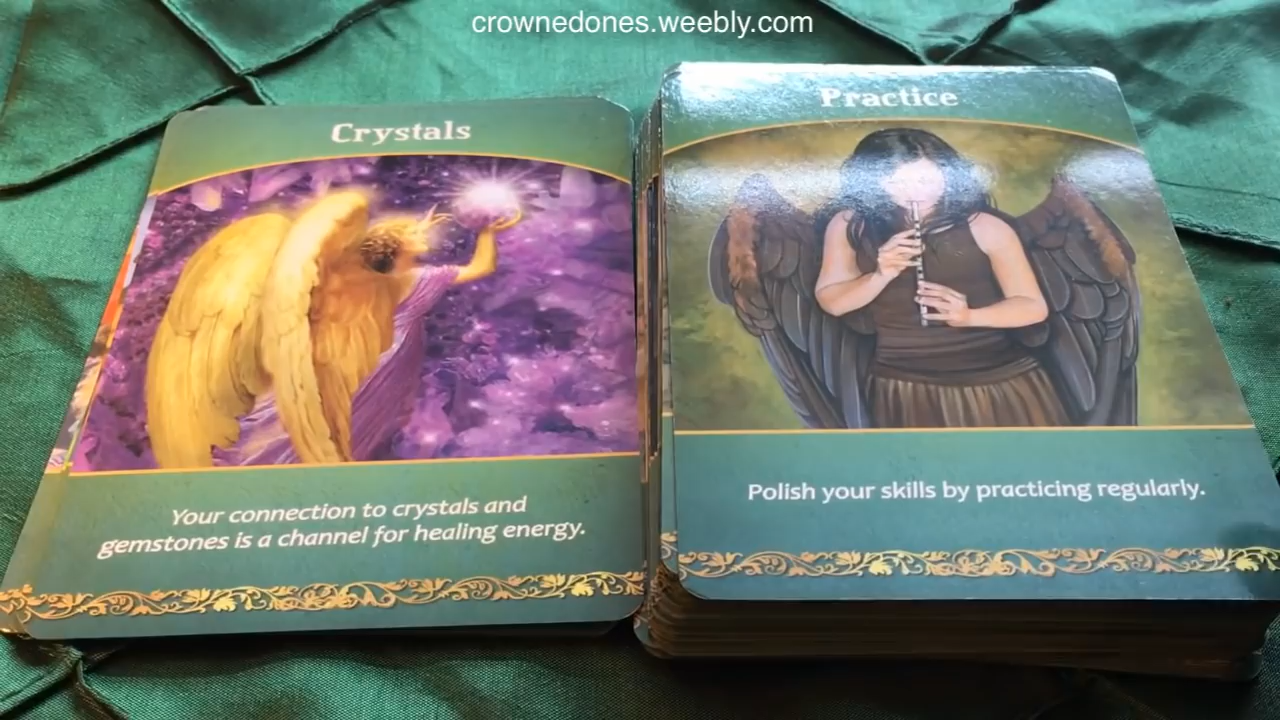 crownedones.weebly.com
Crystals
Your connection to crystals and
gemstones is a channel for healing energy.
Practice
Polish your skills by practicing regularly.